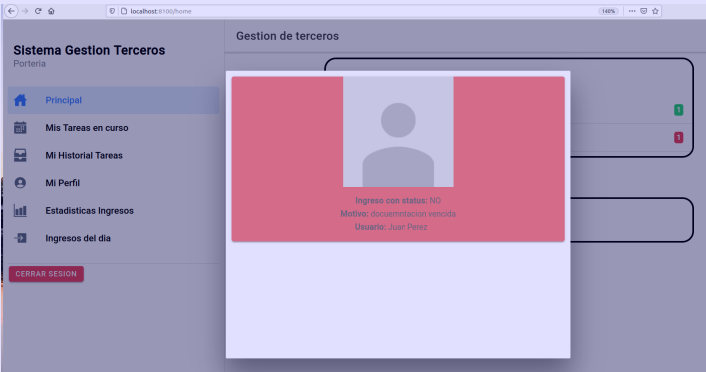 localhost:8100/home
140%
Sistema Gestion Terceros
Porteria
Gestion de terceros
Principal
Mis Tareas en curso
Mi Historial Tareas
Mi Perfil
Estadisticas Ingresos
Ingresos del dia
CERRAR SESION
1
1
Ingreso con status: NO
Motivo: docuemntacion vencida
Usuario: Juan Perez